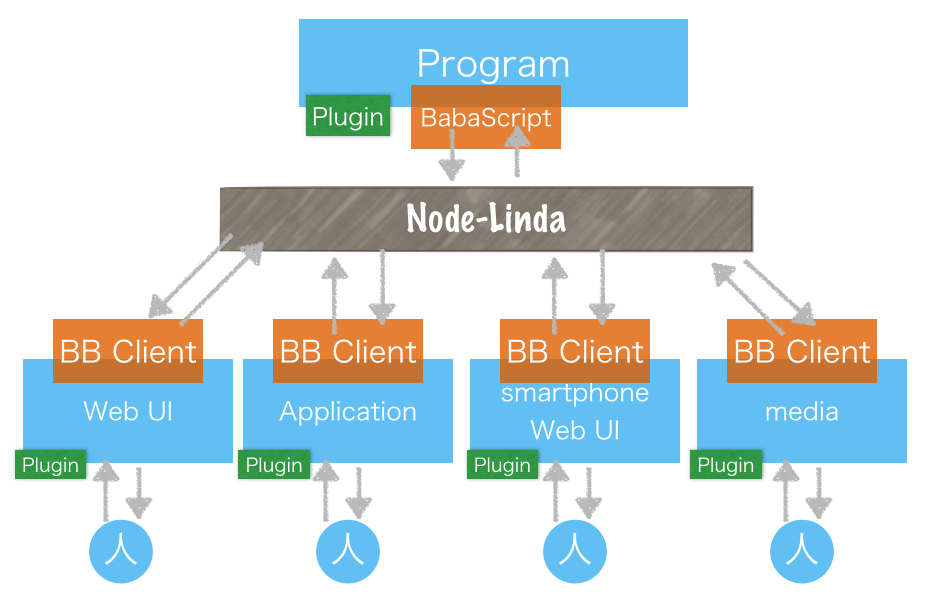 Program
Plugin
BabaScript
Node-Linda
BB Client
BB Client
BB Client
BB Client
Web UI
Application
smartphone
Web UI
media
Plugin
Plugin
Plugin
Plugin
人
人
人
人